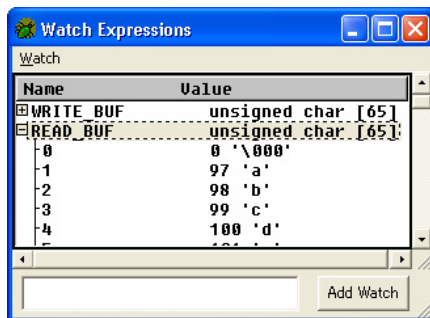 Watch Expressions
Watch
Name Value
WRITE_BUF unsigned char [65]
READ_BUF unsigned char [65]
0 0 '\000'
1 97 'a'
2 98 'b'
3 99 'c'
4 100 'd'
Add Watch